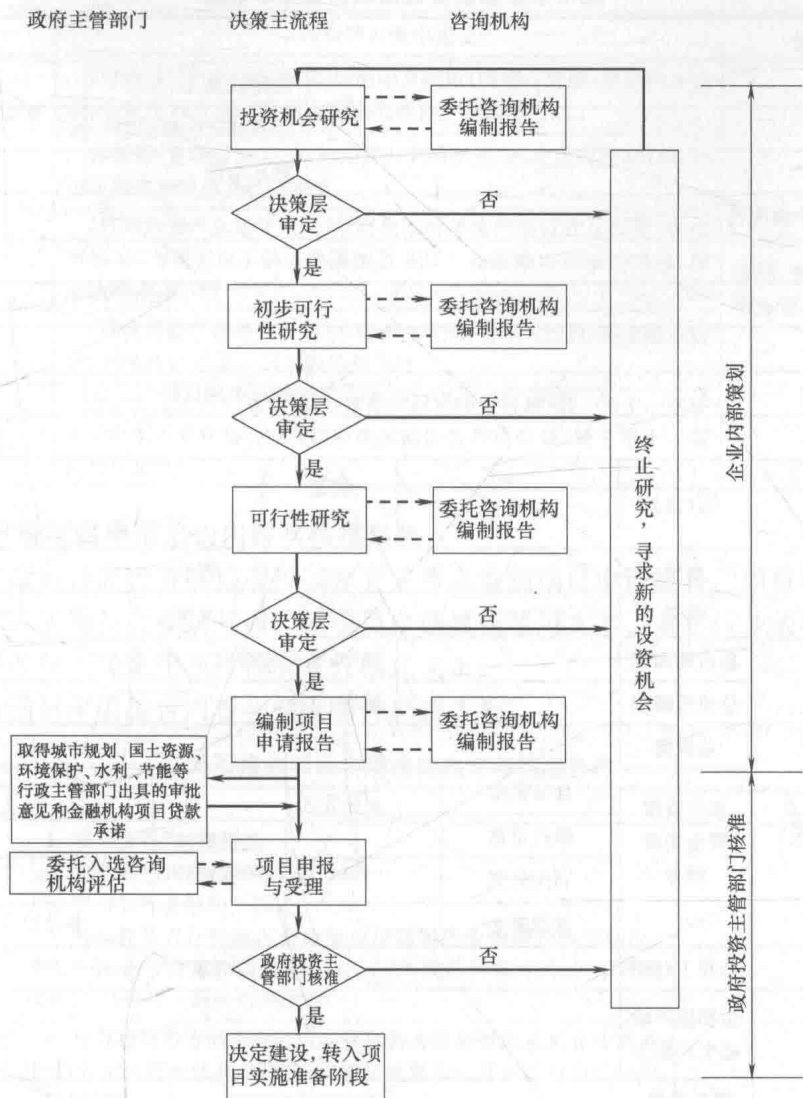 政府主管部门
决策主流程
咨询机构
投资机会研究
委托咨询机构
编制报告
决策层
审定
否
是
初步可行
性研究
委托咨询机构
编制报告
决策层
审定
否
是
可行性研究
委托咨询机构
编制报告
决策层
审定
否
是
编制项目
申请报告
委托咨询机构
编制报告
取得城市规划、国土资源、
环境保护、水利、节能等
行政主管部门出具的审批
意见和金融机构项目贷款
承诺
委托入选咨询
机构评估
项目申报
与受理
政府投资主
管部门核准
否
是
决定建设，转入项
目实施准备阶段
终止研究，寻求新的投资机会
企业内部策划
政府投资主管部门核准